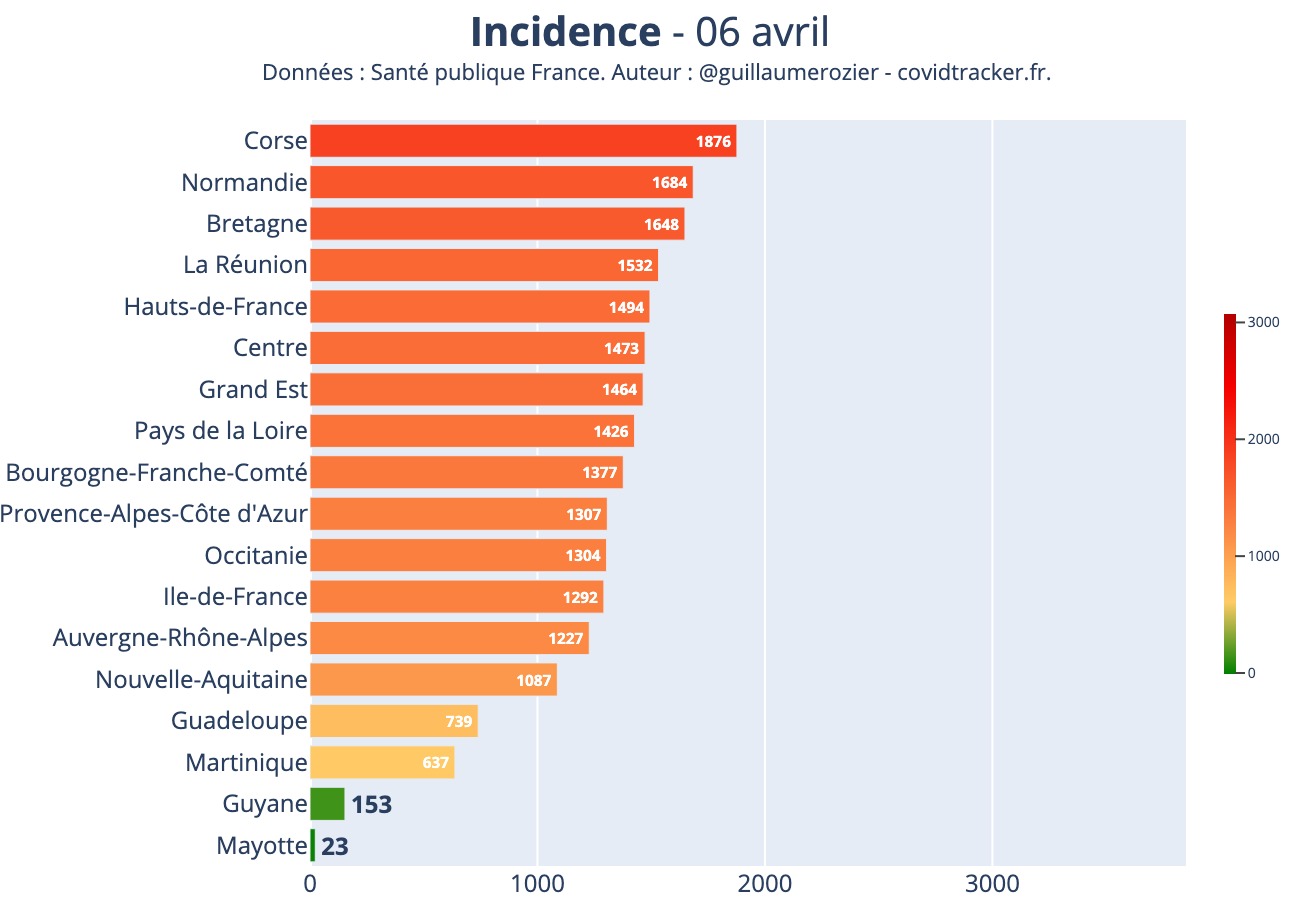 Incidence - 06 avril
Données : Santé publique France. Auteur : @guillaumerozier - covidtracker.fr.
Corse 1876
Normandie 1684
Bretagne 1648
La Réunion 1532
Hauts-de-France 1494
Centre 1473
Grand Est 1464
Pays de la Loire 1426
Bourgogne-Franche-Comté 1377
Provence-Alpes-Côte d'Azur 1307
Occitanie 1304
Ile-de-France 1292
Auvergne-Rhône-Alpes 1227
Nouvelle-Aquitaine 1087
Guadeloupe 739
Martinique 637
Guyane 153
Mayotte 23
0 1000 2000 3000
3000
2000
1000
0